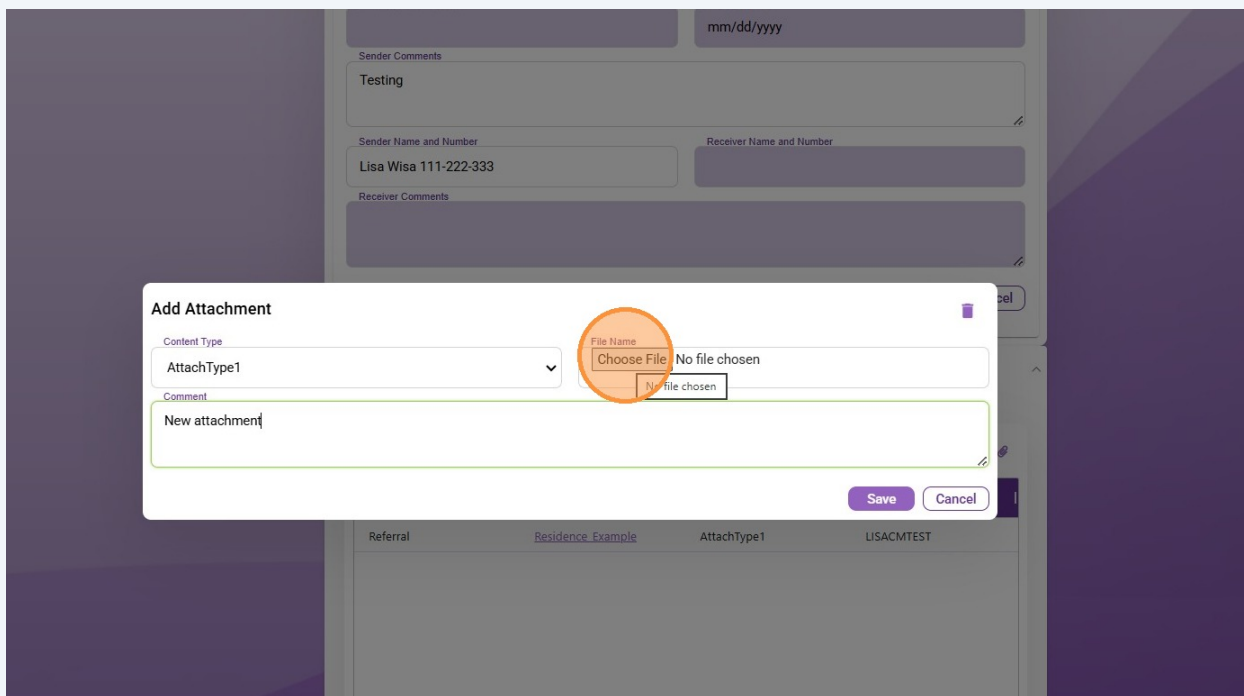 mm/dd/yyyy
Sender Comments
Testing
Sender Name and Number
Receiver Name and Number
Lisa Wisa 111-222-333
Receiver Comments
Add Attachment
cel
Content Type
File Name
AttachType1
Choose File No file chosen
No file chosen
Comment
New attachment
Save Cancel
Referral Residence_Example AttachType1 LISACMTEST